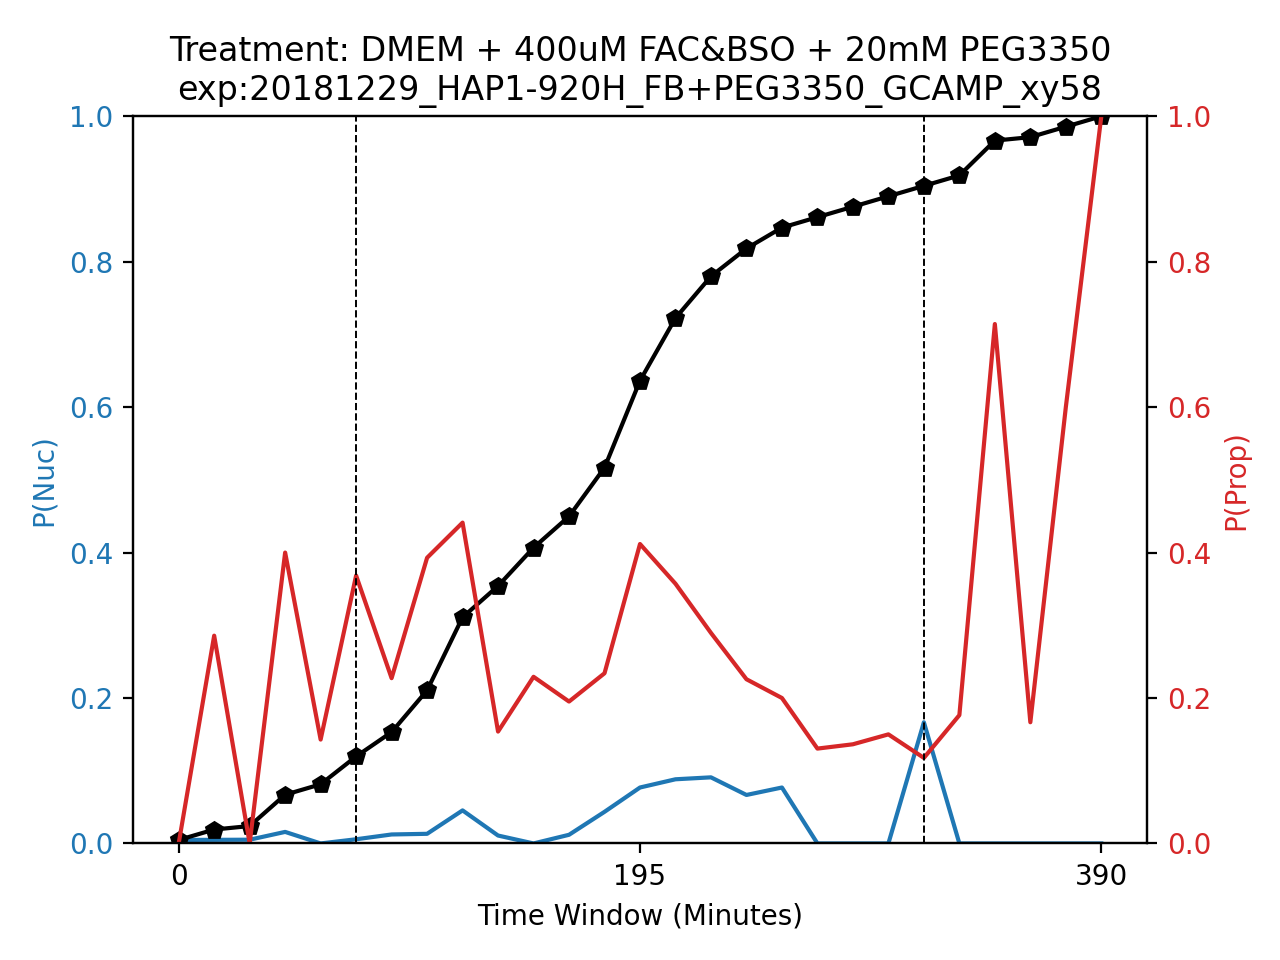 Treatment: DMEM + 400uM FAC&BSO + 20mM PEG3350
exp:20181229_HAP1-920H_FB+PEG3350_GCAMP_xy58
1.0
0.8
0.6
0.4
0.2
0.0
P(Nuc)
1.0
0.8
0.6
0.4
0.2
0.0
P(Prop)
0 195 390
Time Window (Minutes)